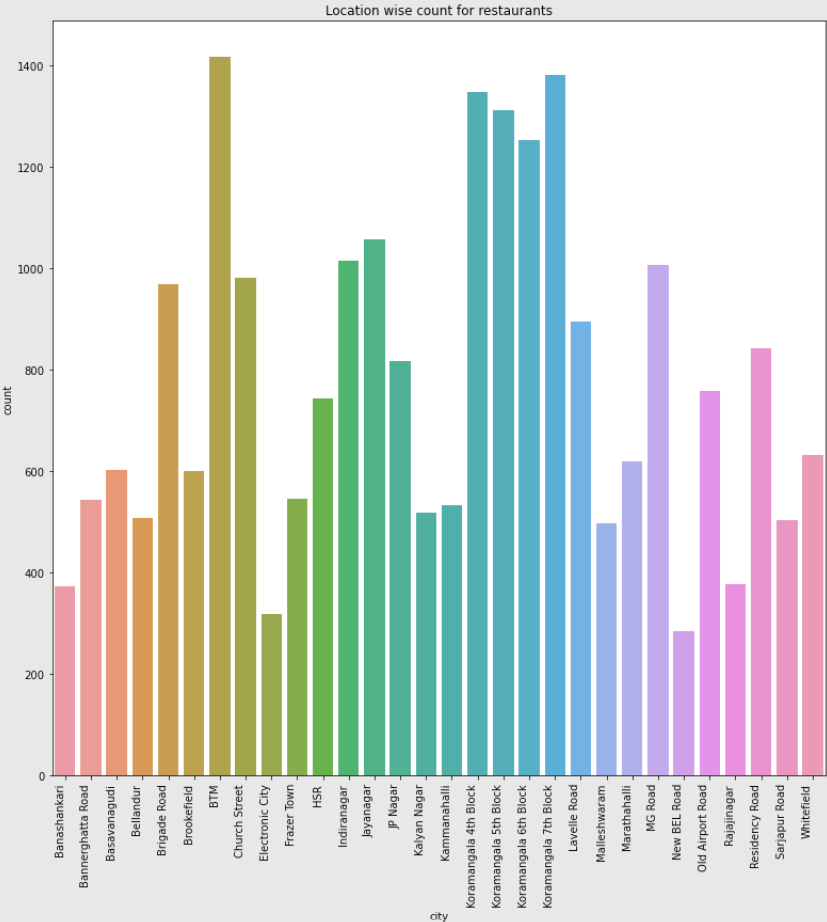 Location wise count for restaurants
1400
1200
1000
800
600
400
200
0
count
Banashankari
Bannerghatta Road
Basavanagudi
Bellandur
Brigade Road
Brookefield
BTM
Church Street
Electronic City
Frazer Town
HSR
Indiranagar
Jayanagar
JP Nagar
Kalyan Nagar
Kammanahalli
Koramangala 4th Block
Koramangala 5th Block
Koramangala 6th Block
Koramangala 7th Block
Lavelle Road
Malleshwaram
Marathahalli
MG Road
New BEL Road
Old Airport Road
Rajajinagar
Residency Road
Sarjapur Road
Whitefield
city